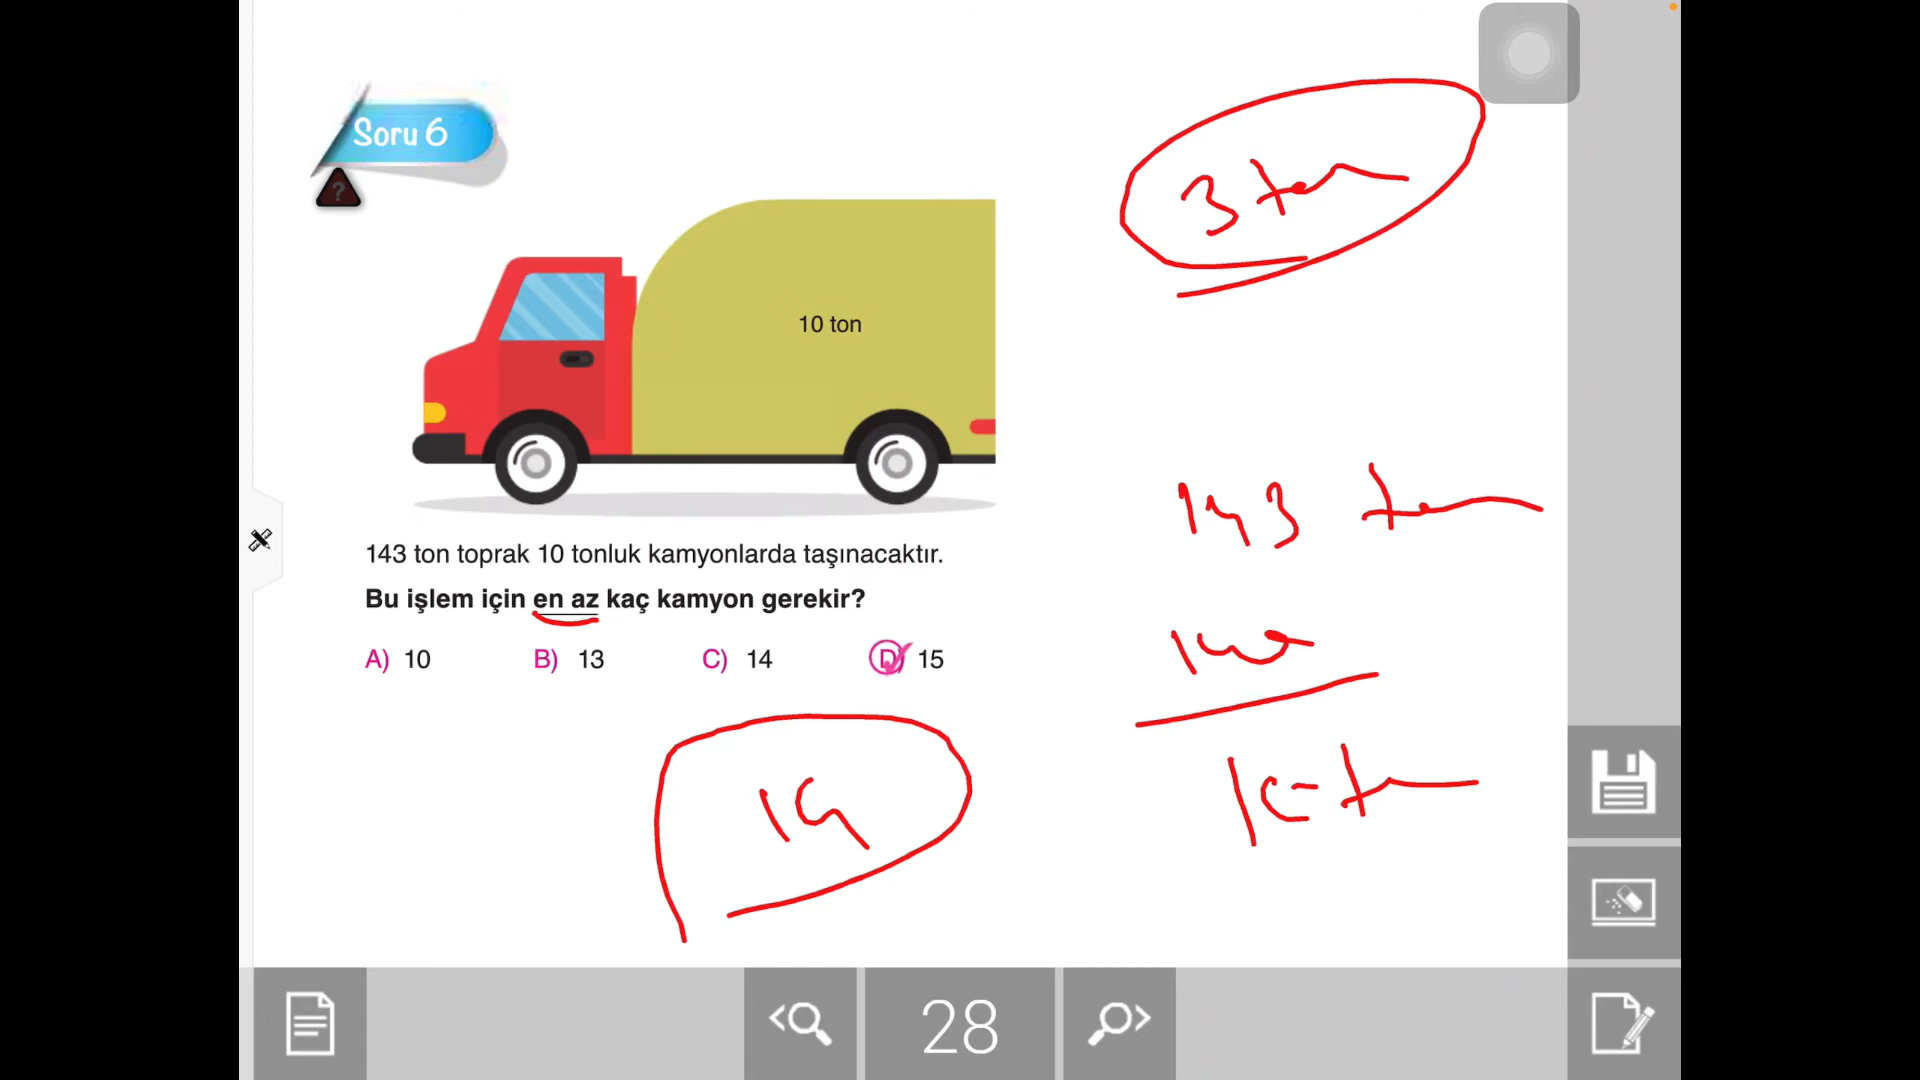 Soru 6
?
3 ton
10 ton
143 ton
143 ton toprak 10 tonluk kamyonlarda taşınacaktır.
Bu işlem için en az kaç kamyon gerekir?
A) 10 B) 13 C) 14 D) 15
140
14
10 ton
28